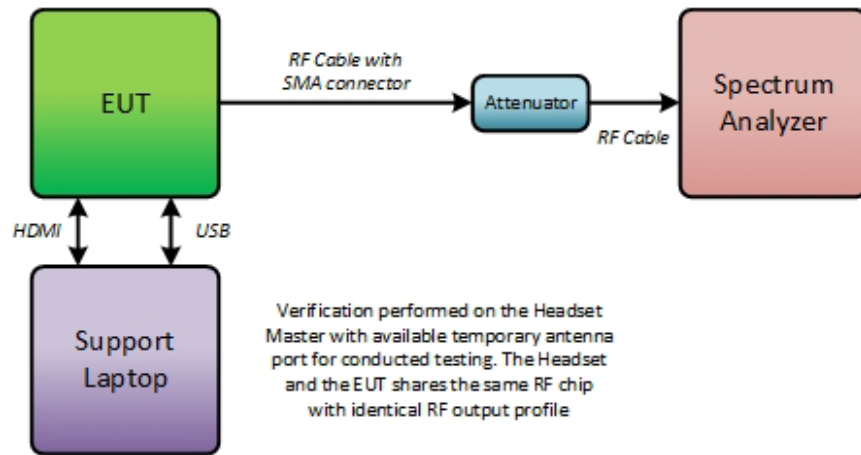 RF Cable with
SMA connector
EUT
Attenuator
Spectrum
Analyzer
RF Cable
HDMI
USB
Support
Laptop
Verification performed on the Headset
Master with available temporary antenna
port for conducted testing. The Headset
and the EUT shares the same RF chip
with identical RF output profile